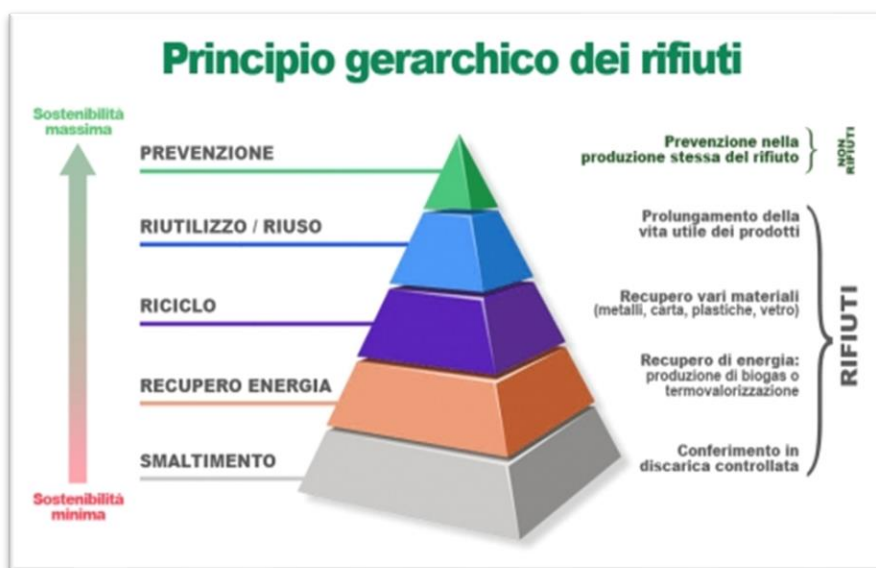 Principio gerarchico dei rifiuti
Sostenibilità
massima
PREVENZIONE
Prevenzione nella
produzione stessa del rifiuto
NON
RIFIUTI
RIUTILIZZO / RIUSO
Prolungamento della
vita utile dei prodotti
RICICLO
Recupero vari materiali
(metalli, carta, plastiche, vetro)
RIFIUTI
RECUPERO ENERGIA
Recupero di energia:
produzione di biogas o
termovalorizzazione
SMALTIMENTO
Conferimento in
discarica controllata
Sostenibilità
minima